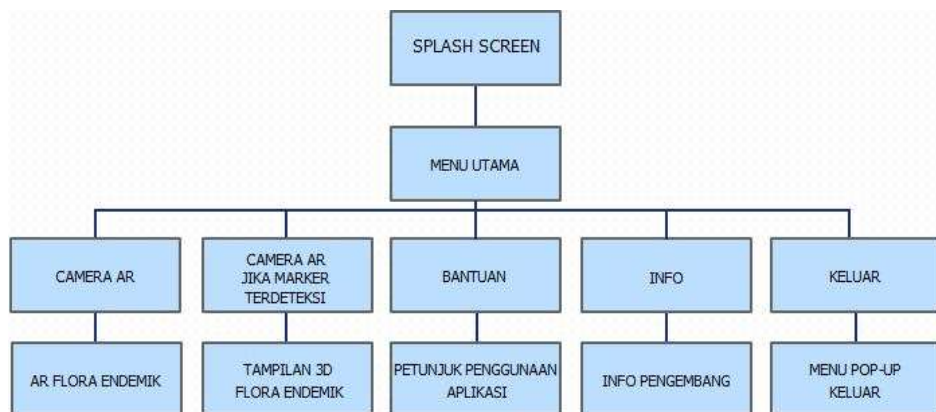 SPLASH SCREEN
MENU UTAMA
CAMERA AR
CAMERA AR
JIKA MARKER
TERDETEKSI
BANTUAN
INFO
KELUAR
AR FLORA ENDEMIK
TAMPILAN 3D
FLORA ENDEMIK
PETUNJUK PENGGUNAAN
APLIKASI
INFO PENGEMBANG
MENU POP-UP
KELUAR